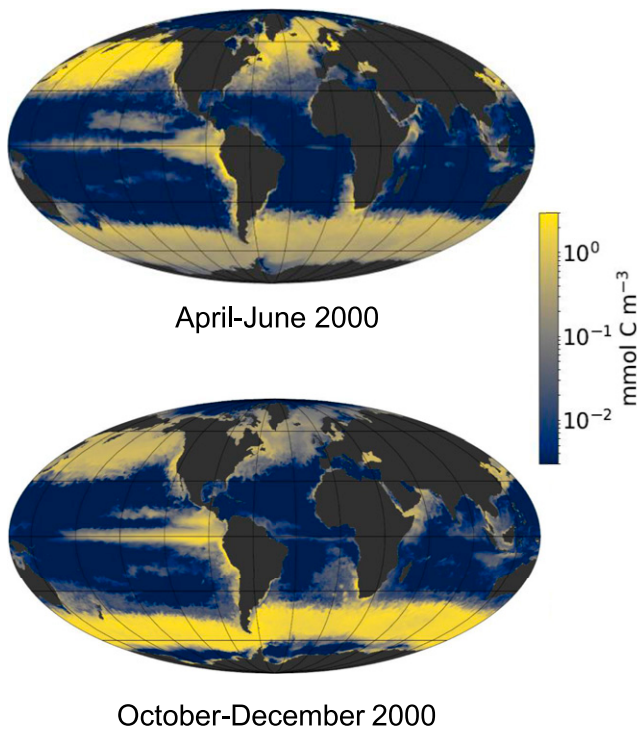 April-June 2000
10⁰
10⁻¹
10⁻²
mmol C m⁻³
October-December 2000